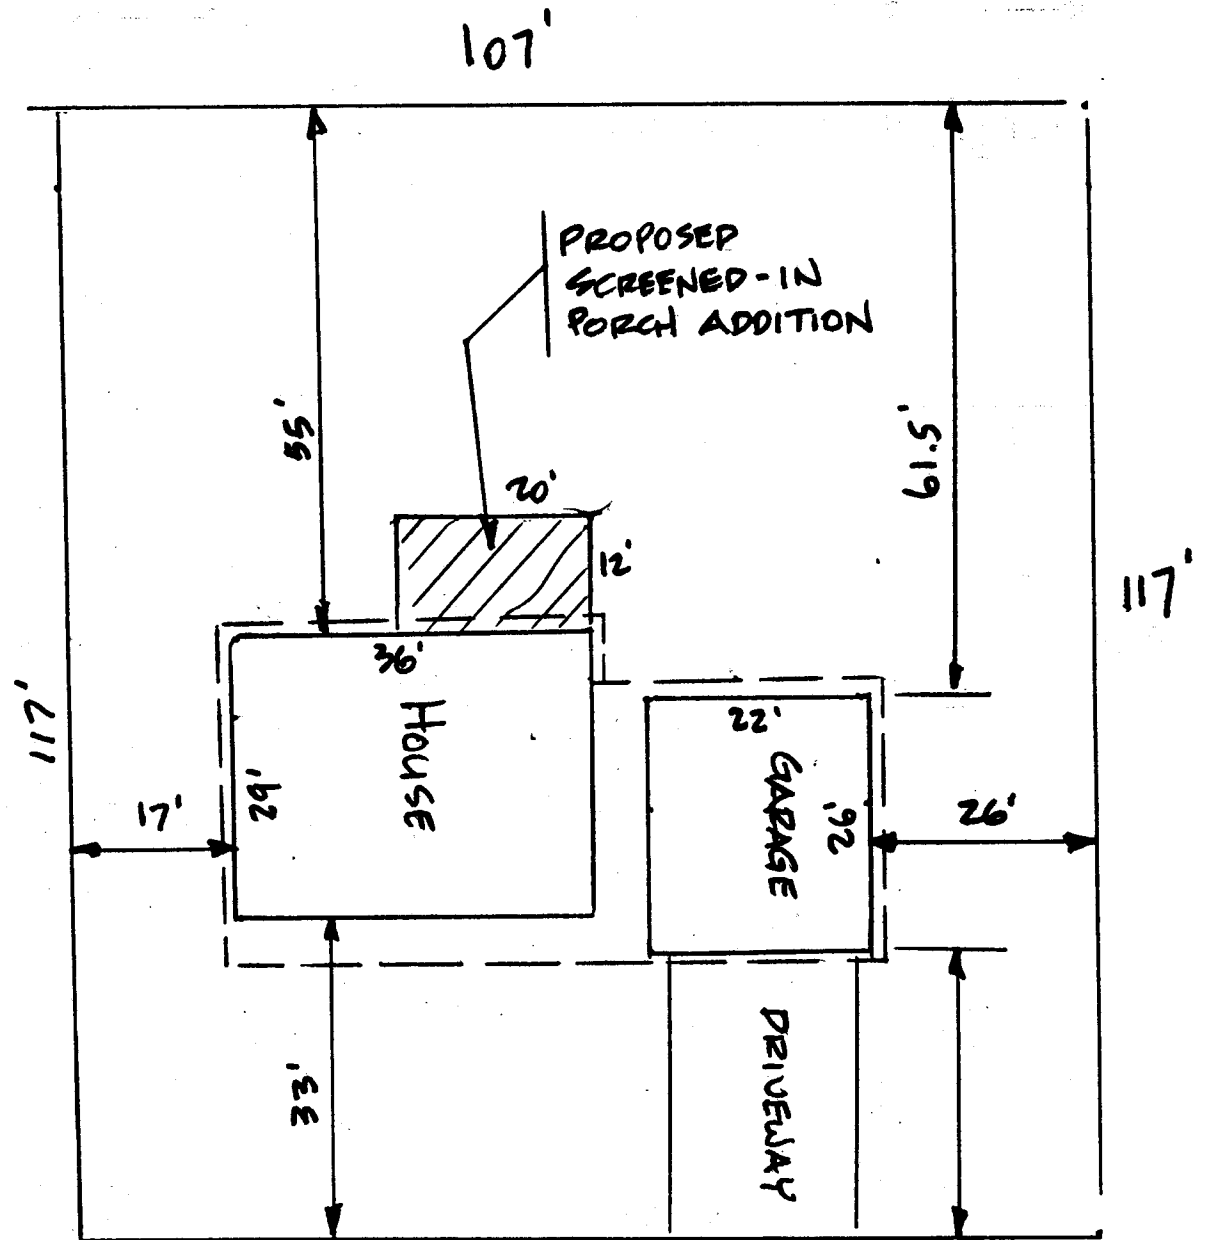 107'
PROPOSED
SCREENED-IN
PORCH ADDITION
55'
61.5'
20'
12'
117'
36'
117'
HOUSE
22'
GARAGE
29'
26'
17'
26'
33'
DRIVEWAY